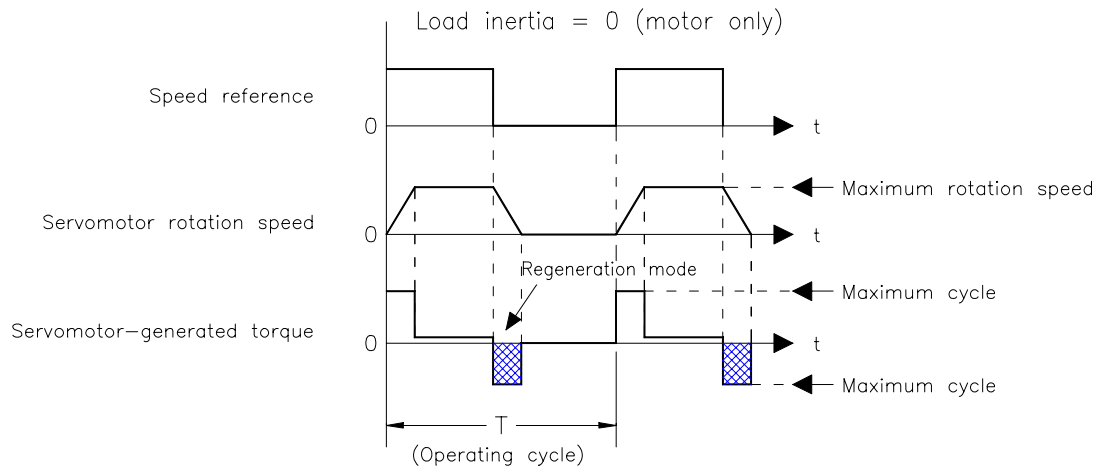 Load inertia = 0 (motor only)
Speed reference
0
t
Maximum rotation speed
Servomotor rotation speed
0
t
Regeneration mode
Maximum cycle
Servomotor-generated torque
0
t
Maximum cycle
T
(Operating cycle)